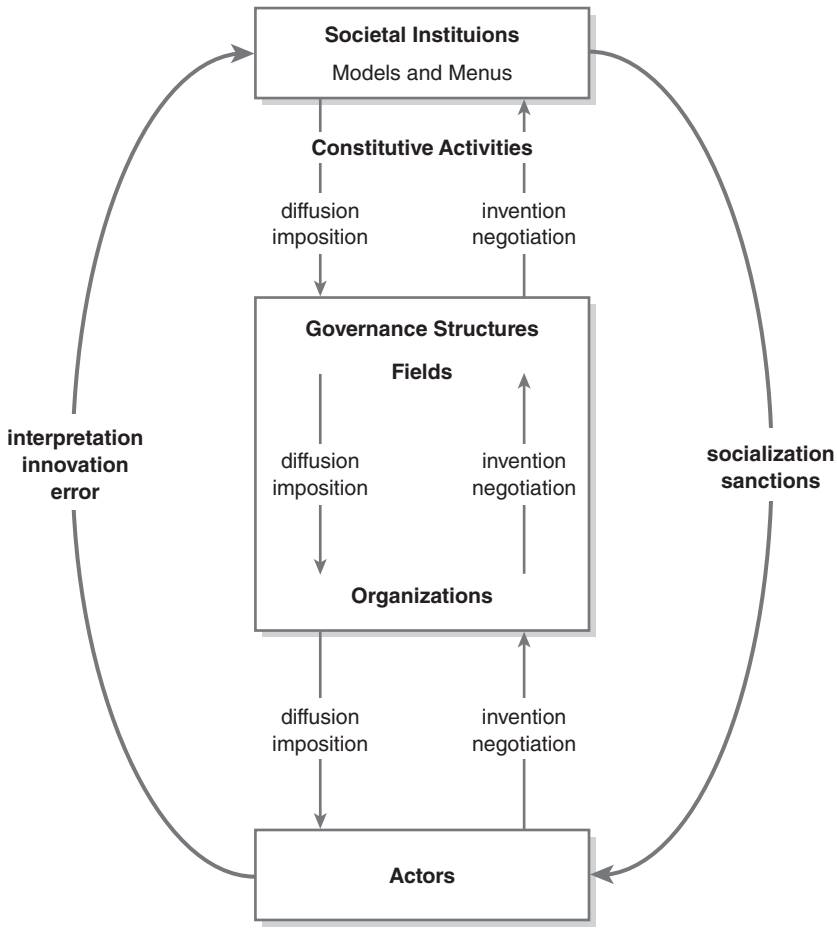 Societal Instituions
Models and Menus
Constitutive Activities
diffusion
imposition
invention
negotiation
Governance Structures
Fields
interpretation
innovation
error
diffusion
imposition
invention
negotiation
socialization
sanctions
Organizations
diffusion
imposition
invention
negotiation
Actors